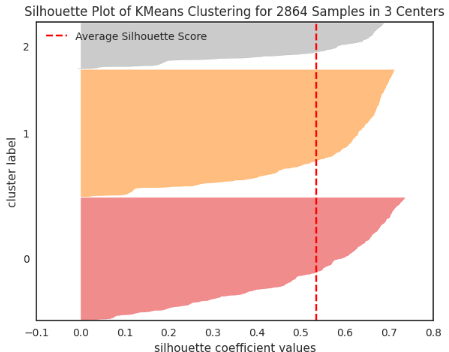 Silhouette Plot of KMeans Clustering for 2864 Samples in 3 Centers
Average Silhouette Score
2
1
0
cluster label
−0.1 0.0 0.1 0.2 0.3 0.4 0.5 0.6 0.7 0.8
silhouette coefficient values